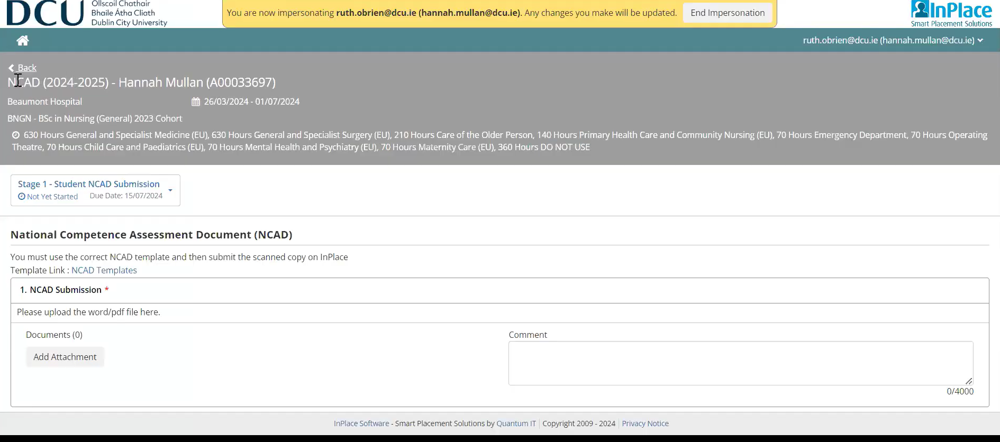 DCU
Ollscoil Chathair
Bhaile Átha Cliath
Dublin City University
You are now impersonating ruth.obrien@dcu.ie (hannah.mullan@dcu.ie). Any changes you make will be updated.
End Impersonation
InPlace
Smart Placement Solutions
ruth.obrien@dcu.ie (hannah.mullan@dcu.ie)
Back
NCAD (2024-2025) - Hannah Mullan (A00033697)
Beaumont Hospital
26/03/2024 - 01/07/2024
BNGN - BSc in Nursing (General) 2023 Cohort
630 Hours General and Specialist Medicine (EU), 630 Hours General and Specialist Surgery (EU), 210 Hours Care of the Older Person, 140 Hours Primary Health Care and Community Nursing (EU), 70 Hours Emergency Department, 70 Hours Operating
Theatre, 70 Hours Child Care and Paediatrics (EU), 70 Hours Mental Health and Psychiatry (EU), 70 Hours Maternity Care (EU), 360 Hours DO NOT USE
Stage 1 - Student NCAD Submission
Not Yet Started Due Date: 15/07/2024
National Competence Assessment Document (NCAD)
You must use the correct NCAD template and then submit the scanned copy on InPlace
Template Link : NCAD Templates
1. NCAD Submission *
Please upload the word/pdf file here.
Documents (0)
Add Attachment
Comment
0/4000
InPlace Software - Smart Placement Solutions by Quantum IT | Copyright 2009 - 2024 | Privacy Notice